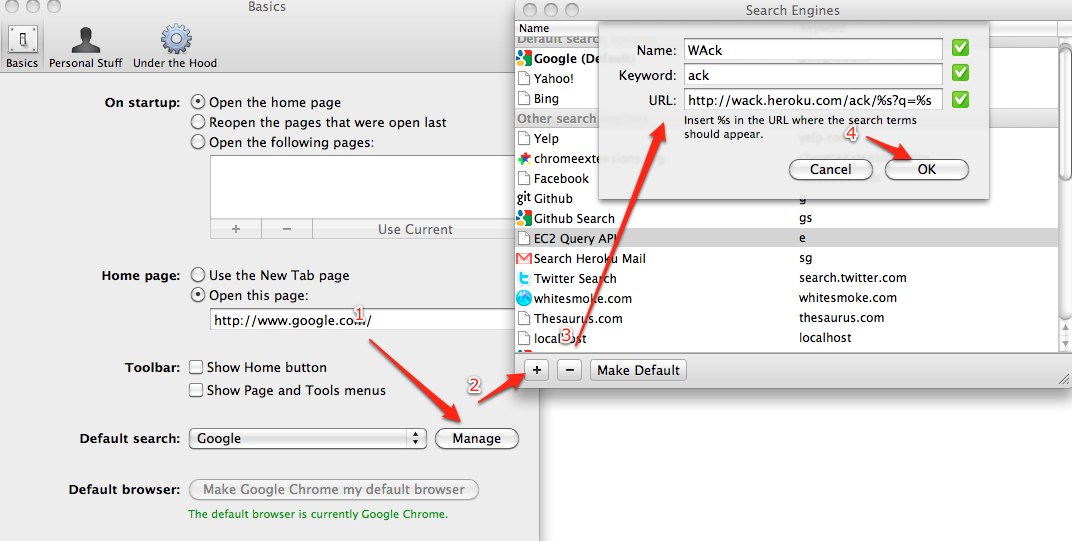 Basics
Basics
Personal Stuff
Under the Hood
On startup:
Open the home page
Reopen the pages that were open last
Open the following pages:
+
−
Use Current
Home page:
Use the New Tab page
Open this page:
http://www.google.com/
1
Toolbar:
Show Home button
Show Page and Tools menus
2
Default search:
Google
Manage
Default browser:
Make Google Chrome my default browser
The default browser is currently Google Chrome.
Search Engines
Name
Default search
Google (Default)
Yahoo!
Bing
Other search
Yelp
Facebook
git Github
g
Github Search
gs
EC2 Query API
e
Search Heroku Mail
sg
Twitter Search
search.twitter.com
whitesmoke.com
whitesmoke.com
Thesaurus.com
thesaurus.com
localhost
localhost
3
+
−
Make Default
Name:
WAck
Keyword:
ack
URL:
http://wack.heroku.com/ack/%s?q=%s
Insert %s in the URL where the search terms
should appear.
4
Cancel
OK